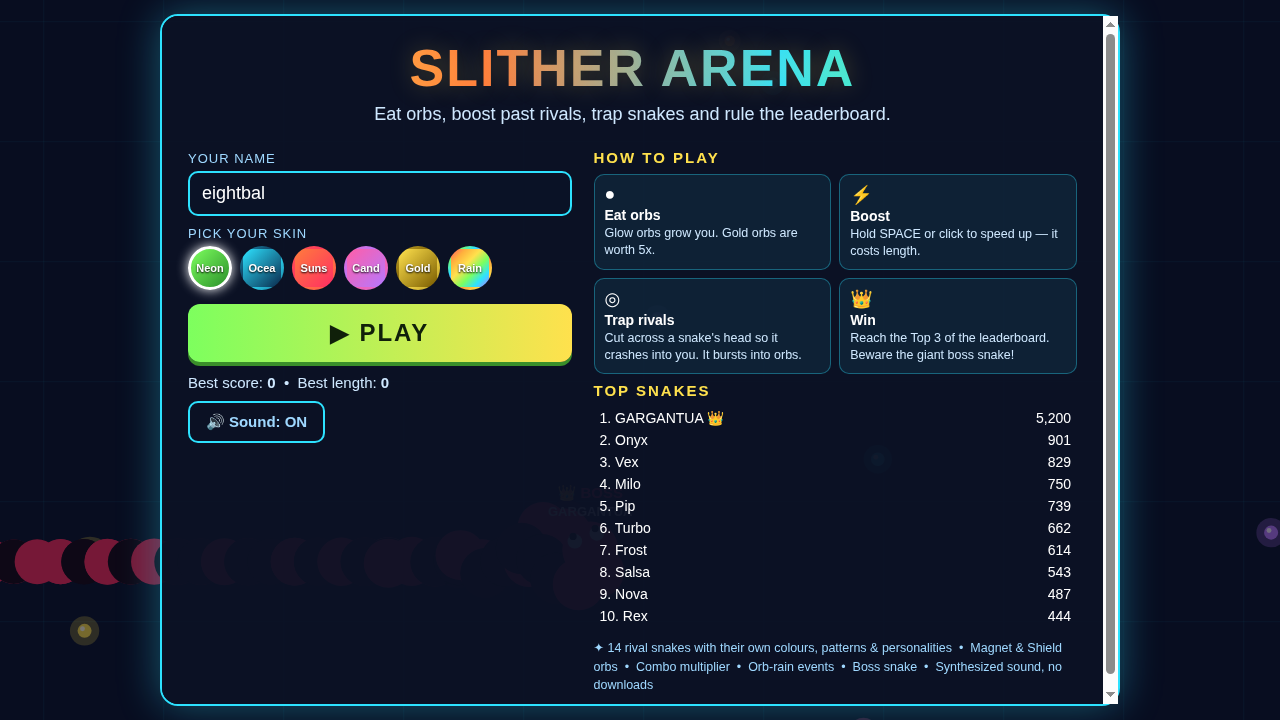 SLITHER ARENA
Eat orbs, boost past rivals, trap snakes and rule the leaderboard.
YOUR NAME
eightbal
PICK YOUR SKIN
Neon
Ocea
Suns
Cand
Gold
Rain
▶ PLAY
Best score: 0 • Best length: 0
🔊 Sound: ON
HOW TO PLAY
Eat orbs
Glow orbs grow you. Gold orbs are
worth 5x.
Boost
Hold SPACE or click to speed up — it
costs length.
Trap rivals
Cut across a snake's head so it
crashes into you. It bursts into orbs.
Win
Reach the Top 3 of the leaderboard.
Beware the giant boss snake!
TOP SNAKES
1. GARGANTUA 👑 5,200
2. Onyx 901
3. Vex 829
4. Milo 750
5. Pip 739
6. Turbo 662
7. Frost 614
8. Salsa 543
9. Nova 487
10. Rex 444
✦ 14 rival snakes with their own colours, patterns & personalities • Magnet & Shield
orbs • Combo multiplier • Orb-rain events • Boss snake • Synthesized sound, no
downloads